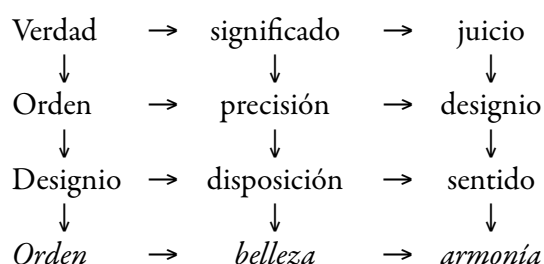 Verdad → significado → juicio
↓ ↓ ↓
Orden → precisión → designio
↓ ↓ ↓
Designio → disposición → sentido
↓ ↓ ↓
Orden → belleza → armonía